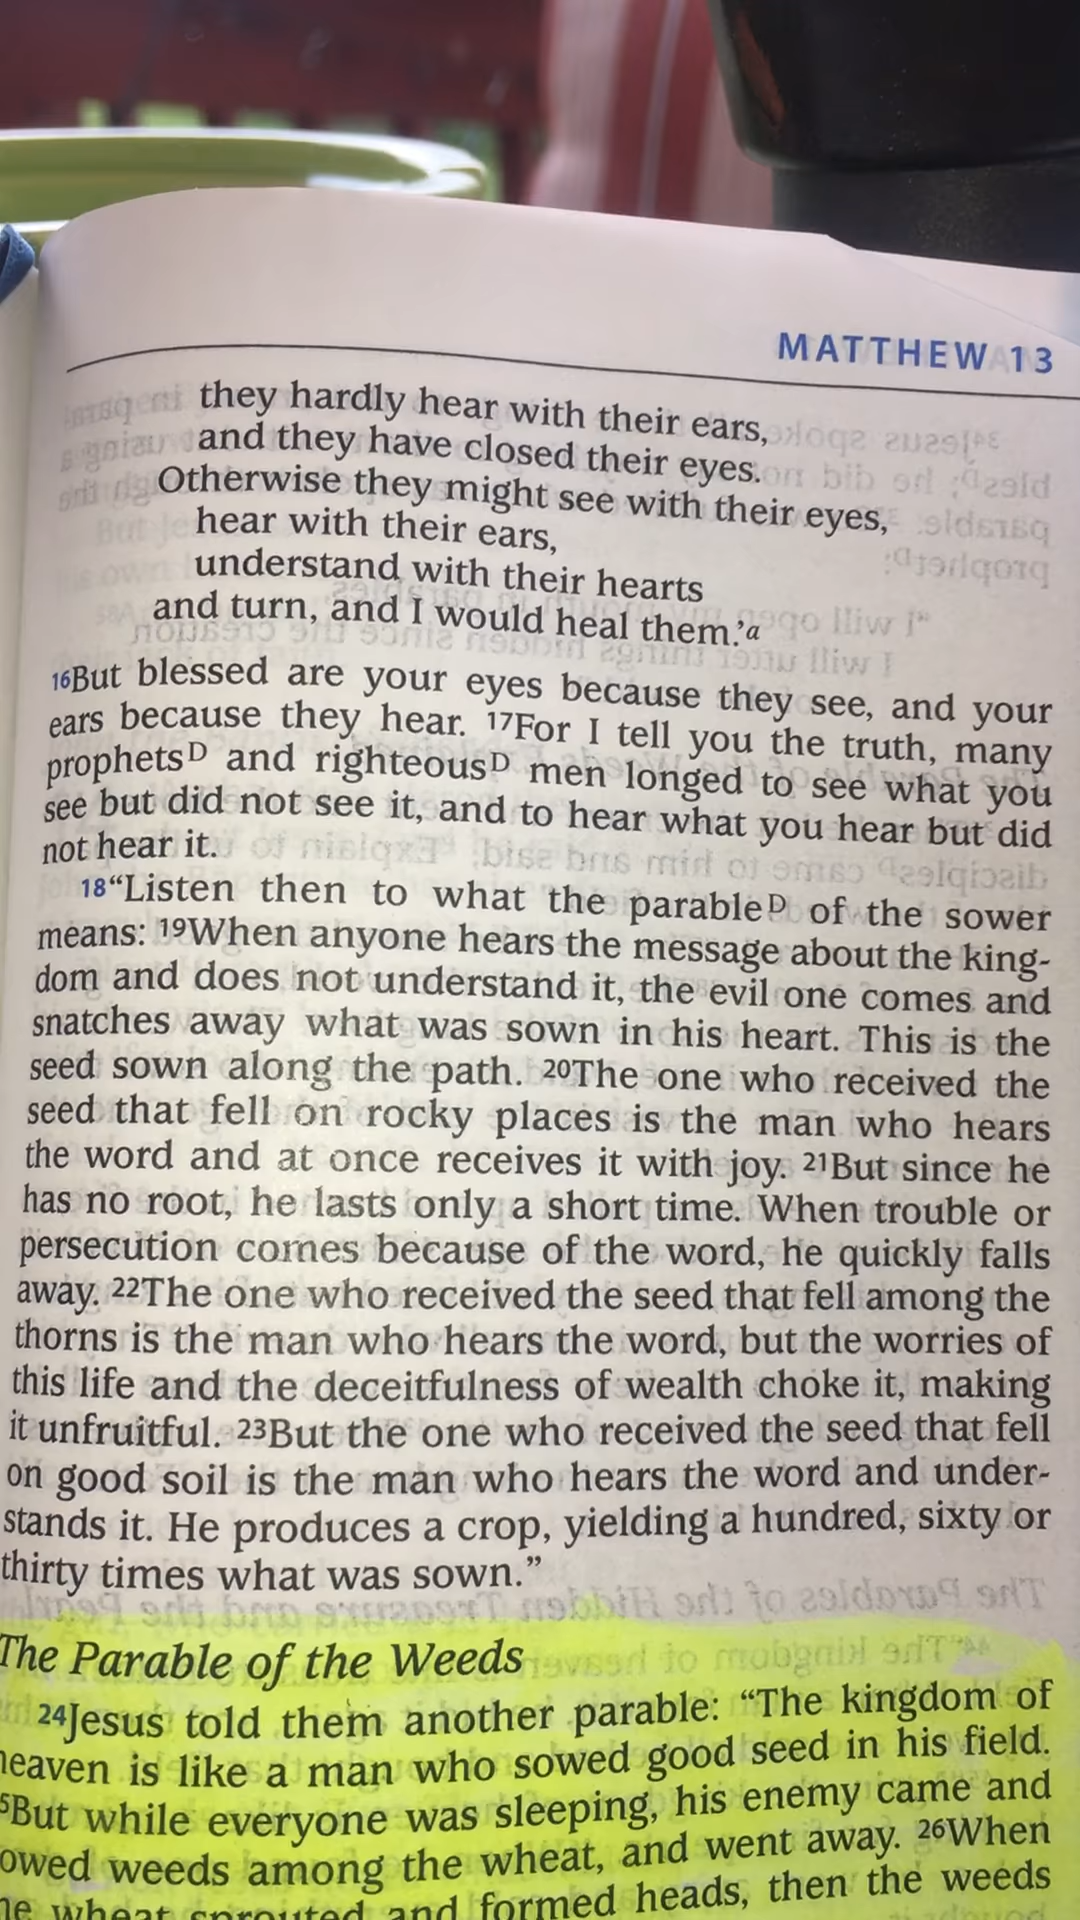 MATTHEW 13
they hardly hear with their ears,
and they have closed their eyes.
Otherwise they might see with their eyes,
hear with their ears,
understand with their hearts
and turn, and I would heal them.’a
16But blessed are your eyes because they see, and your
ears because they hear. 17For I tell you the truth, many
prophetsD and righteousD men longed to see what you
see but did not see it, and to hear what you hear but did
not hear it.
18“Listen then to what the parableD of the sower
means: 19When anyone hears the message about the king-
dom and does not understand it, the evil one comes and
snatches away what was sown in his heart. This is the
seed sown along the path. 20The one who received the
seed that fell on rocky places is the man who hears
the word and at once receives it with joy. 21But since he
has no root, he lasts only a short time. When trouble or
persecution comes because of the word, he quickly falls
away. 22The one who received the seed that fell among the
thorns is the man who hears the word, but the worries of
this life and the deceitfulness of wealth choke it, making
it unfruitful. 23But the one who received the seed that fell
on good soil is the man who hears the word and under-
stands it. He produces a crop, yielding a hundred, sixty or
thirty times what was sown.”
The Parable of the Weeds
24Jesus told them another parable: “The kingdom of
heaven is like a man who sowed good seed in his field.
5But while everyone was sleeping, his enemy came and
owed weeds among the wheat, and went away. 26When
he wheat sprouted and formed heads, then the weeds